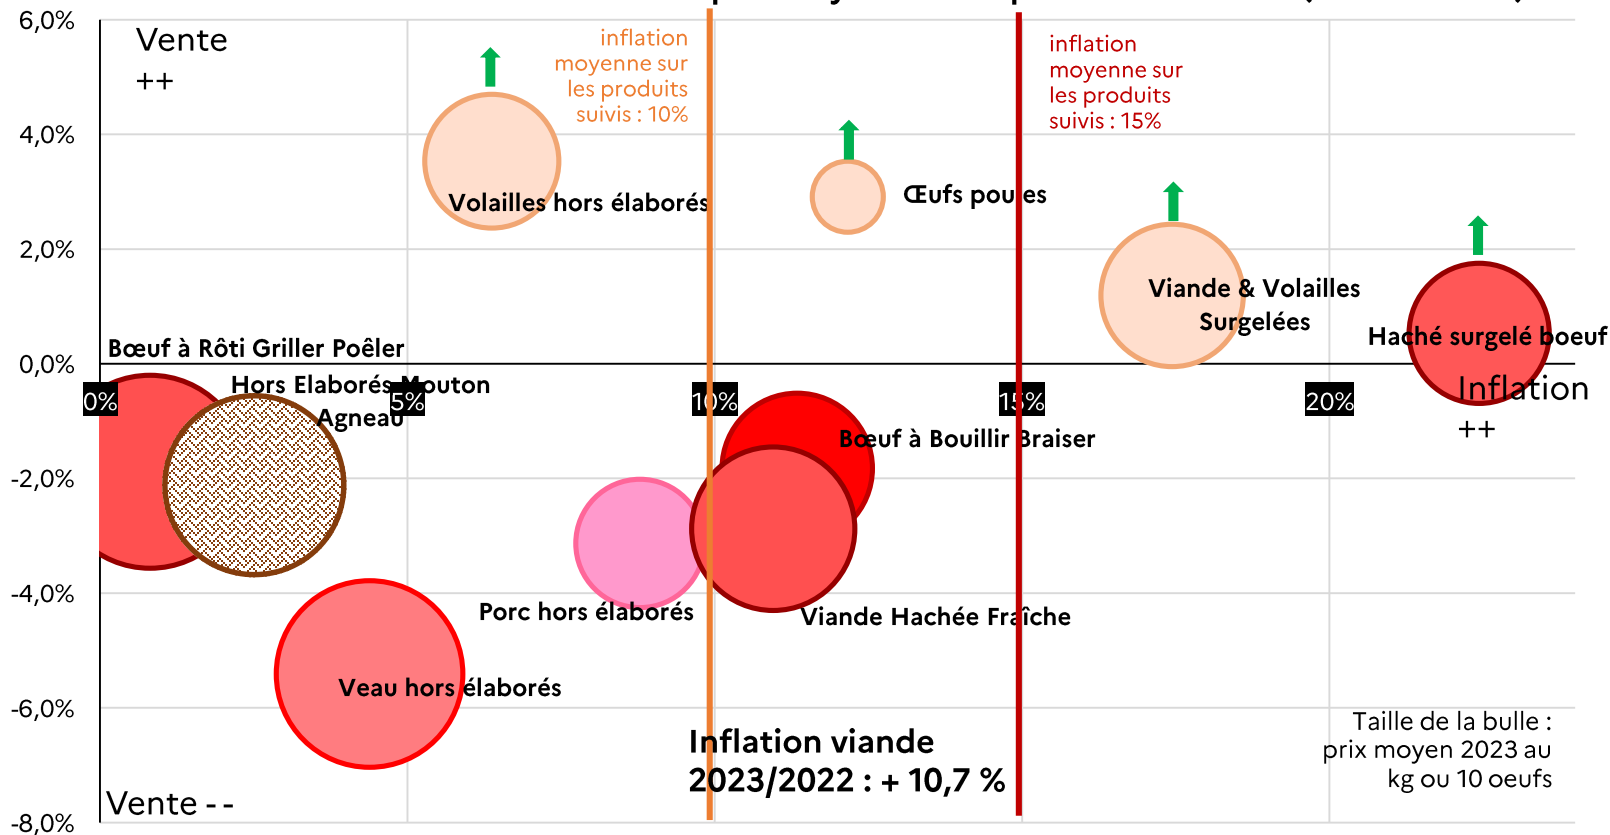 6,0%
Vente
++
inflation
moyenne sur
les produits
suivis : 10%
inflation
moyenne sur
les produits
suivis : 15%
4,0%
Volailles hors élaborés
Œufs poules
2,0%
Viande & Volailles
Surgelées
Haché surgelé boeuf
Bœuf à Rôti Griller Poêler
0,0%
Hors Elaborés Mouton
Agneau
0%
5%
10%
15%
20%
Inflation
++
Bœuf à Bouillir Braiser
-2,0%
-4,0%
Porc hors élaborés
Viande Hachée Fraîche
Veau hors élaborés
-6,0%
Inflation viande
2023/2022 : + 10,7 %
Taille de la bulle :
prix moyen 2023 au
kg ou 10 oeufs
Vente - -
-8,0%